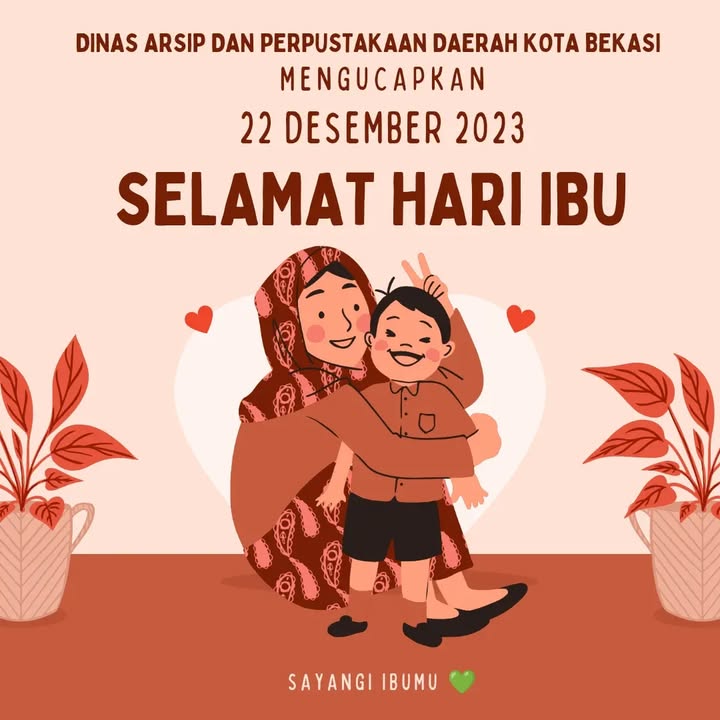 DINAS ARSIP DAN PERPUSTAKAAN DAERAH KOTA BEKASI
MENGUCAPKAN
22 DESEMBER 2023
SELAMAT HARI IBU
SAYANGI IBUMU 💚